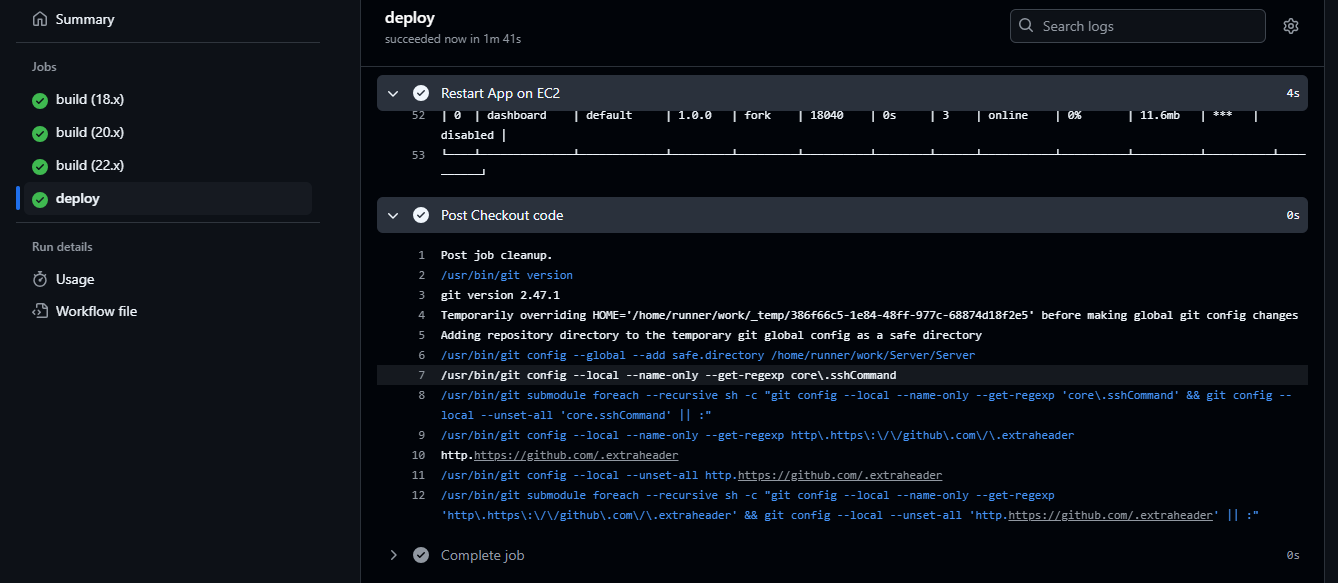 Summary
Jobs
build (18.x)
build (20.x)
build (22.x)
deploy
Run details
Usage
Workflow file
deploy
succeeded now in 1m 41s
Search logs
Restart App on EC2 4s
52 | 0 | dashboard | default | 1.0.0 | fork | 18040 | 0s | 3 | online | 0% | 11.6mb | *** |
disabled |
53
Post Checkout code 0s
1 Post job cleanup.
2 /usr/bin/git version
3 git version 2.47.1
4 Temporarily overriding HOME='/home/runner/work/_temp/386f66c5-1e84-48ff-977c-68874d18f2e5' before making global git config changes
5 Adding repository directory to the temporary git global config as a safe directory
6 /usr/bin/git config --global --add safe.directory /home/runner/work/Server/Server
7 /usr/bin/git config --local --name-only --get-regexp core\.sshCommand
8 /usr/bin/git submodule foreach --recursive sh -c "git config --local --name-only --get-regexp 'core\.sshCommand' && git config --
local --unset-all 'core.sshCommand' || :"
9 /usr/bin/git config --local --name-only --get-regexp http\.https\:\/\/github\.com\/\.extraheader
10 http.https://github.com/.extraheader
11 /usr/bin/git config --local --unset-all http.https://github.com/.extraheader
12 /usr/bin/git submodule foreach --recursive sh -c "git config --local --name-only --get-regexp
'http\.https\:\/\/github\.com\/\.extraheader' && git config --local --unset-all 'http.https://github.com/.extraheader' || :"
Complete job 0s